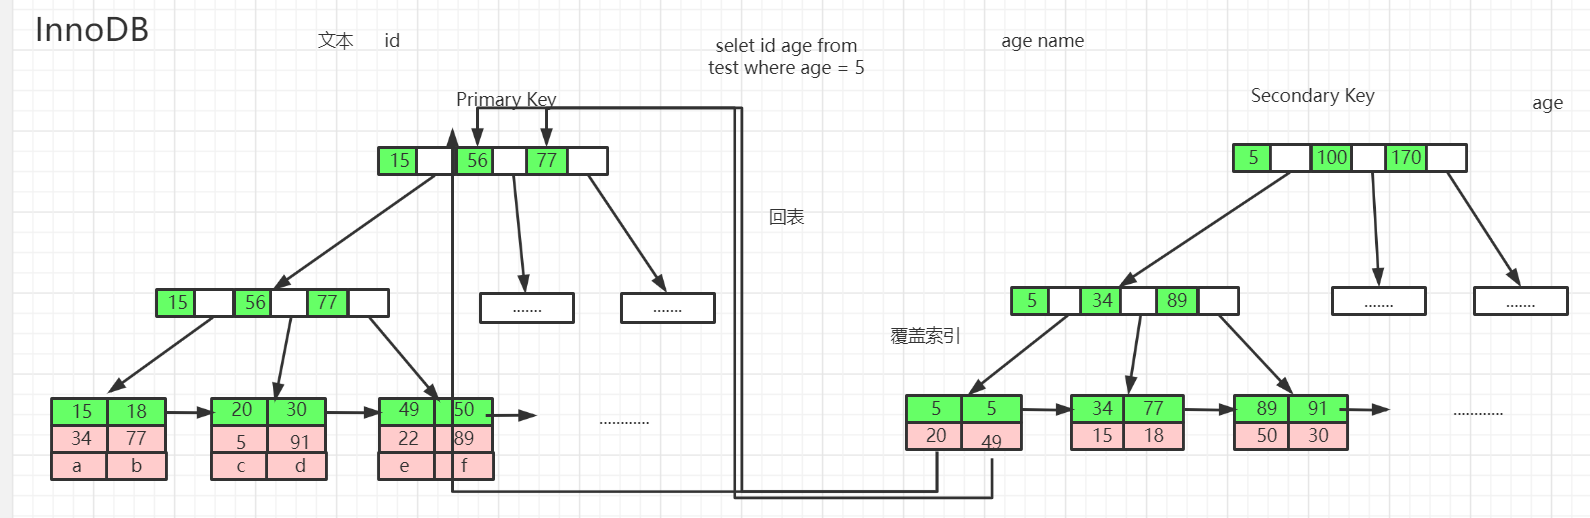 InnoDB
文本 id
selet id age from
test where age = 5
age name
Primary Key
Secondary Key
age
15 56 77
5 100 170
回表
15 56 77
.......
.......
5 34 89
.......
.......
覆盖索引
15 18
20 30
49 50
34 77
5 91
22 89
a b
c d
e f
............
5 5
34 77
89 91
20 49
15 18
50 30
............